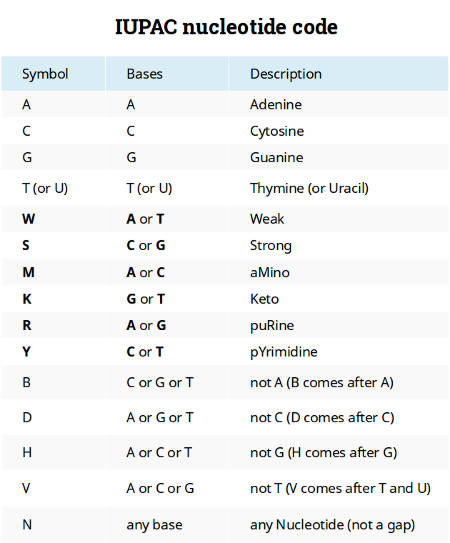 IUPAC nucleotide code
Symbol Bases Description
A A Adenine
C C Cytosine
G G Guanine
T (or U) T (or U) Thymine (or Uracil)
W A or T Weak
S C or G Strong
M A or C aMino
K G or T Keto
R A or G puRine
Y C or T pYrimidine
B C or G or T not A (B comes after A)
D A or G or T not C (D comes after C)
H A or C or T not G (H comes after G)
V A or C or G not T (V comes after T and U)
N any base any Nucleotide (not a gap)